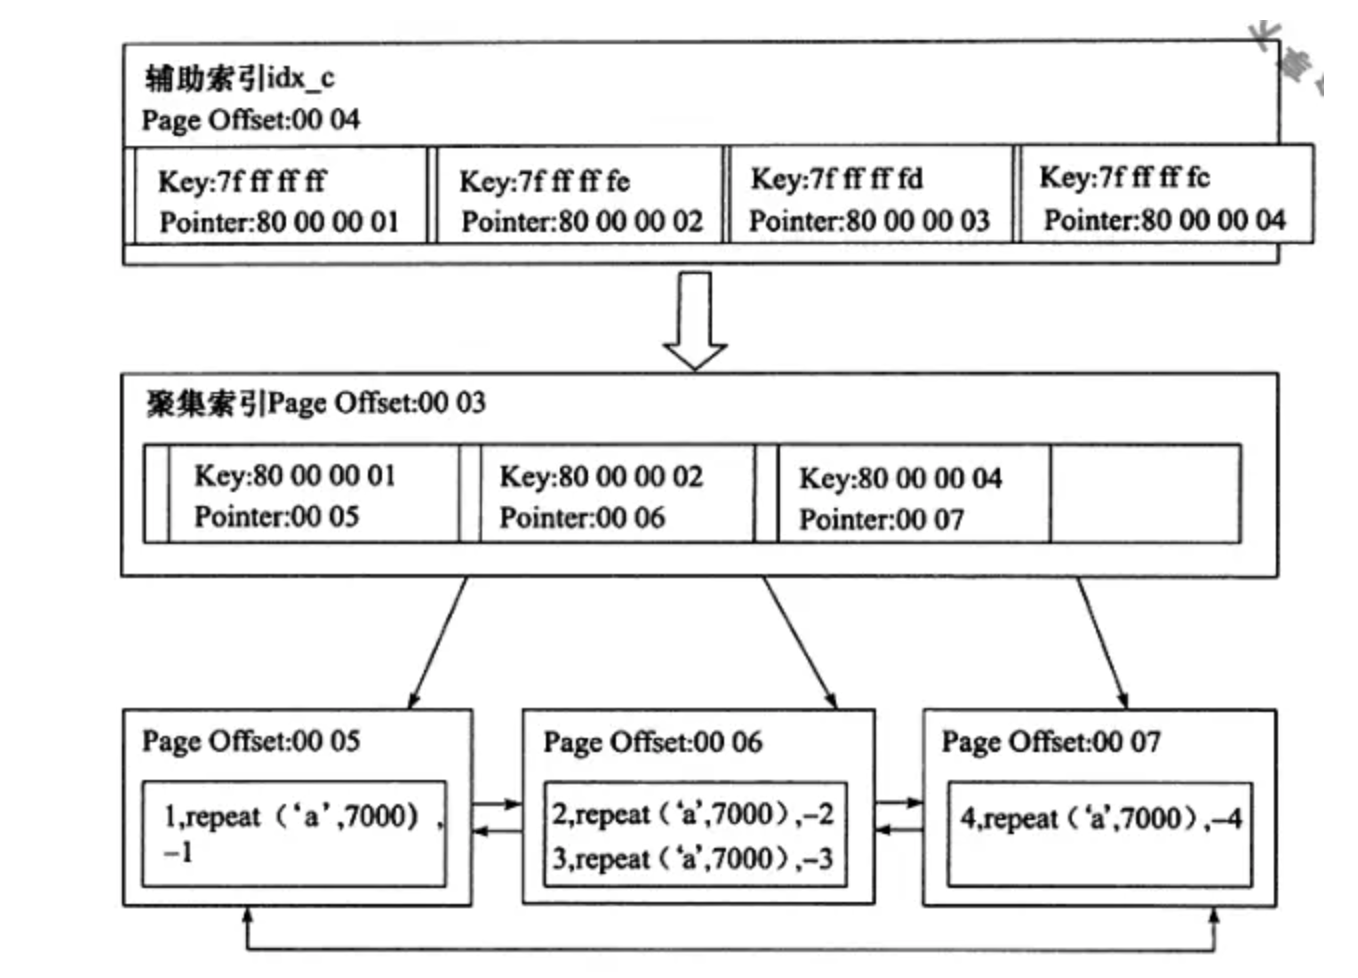 辅助索引idx_c
Page Offset:00 04
Key:7f ff ff ff
Pointer:80 00 00 01
Key:7f ff ff fe
Pointer:80 00 00 02
Key:7f ff ff fd
Pointer:80 00 00 03
Key:7f ff ff fc
Pointer:80 00 00 04
聚集索引Page Offset:00 03
Key:80 00 00 01
Pointer:00 05
Key:80 00 00 02
Pointer:00 06
Key:80 00 00 04
Pointer:00 07
Page Offset:00 05
1,repeat（‘a’,7000）,
–1
Page Offset:00 06
2,repeat（‘a’,7000）,–2
3,repeat（‘a’,7000）,–3
Page Offset:00 07
4,repeat（‘a’,7000）,–4